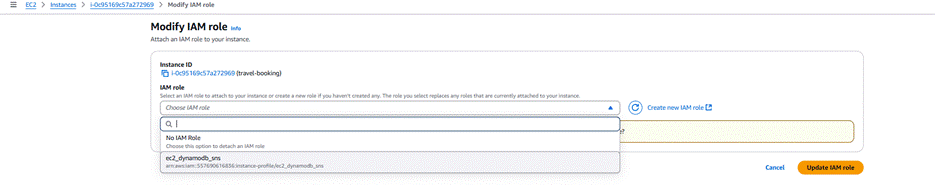 EC2 > Instances > i-0c95169c57a272969 > Modify IAM role
Modify IAM role Info
Attach an IAM role to your instance.
Instance ID
i-0c95169c57a272969 (travel-booking)
IAM role
Select an IAM role to attach to your instance or create a new role if you haven't created any. The role you select replaces any roles that are currently attached to your instance.
Choose IAM role
Create new IAM role
No IAM Role
Choose this option to detach an IAM role
ec2_dynamodb_sns
arn:aws:iam::557690616836:instance-profile/ec2_dynamodb_sns
Cancel
Update IAM role